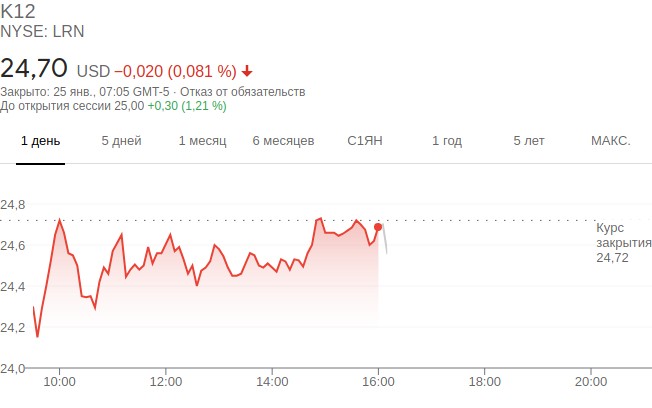 K12
NYSE: LRN
24,70 USD −0,020 (0,081 %)
Закрыто: 25 янв., 07:05 GMT-5 · Отказ от обязательств
До открытия сессии 25,00 +0,30 (1,21 %)
1 день 5 дней 1 месяц 6 месяцев С1ЯН 1 год 5 лет МАКС.
24,8
Курс
закрытия
24,72
24,6
24,4
24,2
24,0
10:00 12:00 14:00 16:00 18:00 20:00